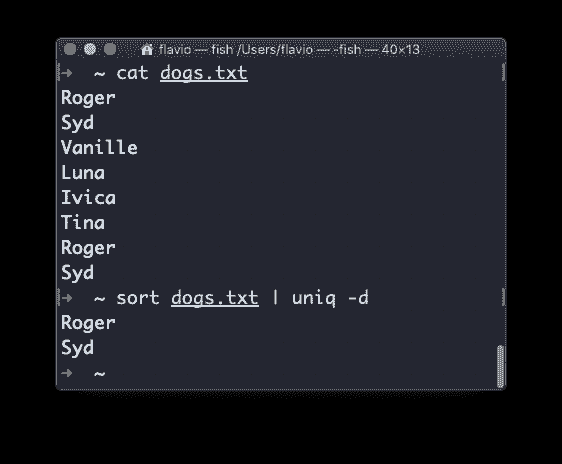 flavio — fish /Users/flavio — -fish — 40×13
➜ ~ cat dogs.txt
Roger
Syd
Vanille
Luna
Ivica
Tina
Roger
Syd
➜ ~ sort dogs.txt | uniq -d
Roger
Syd
➜ ~